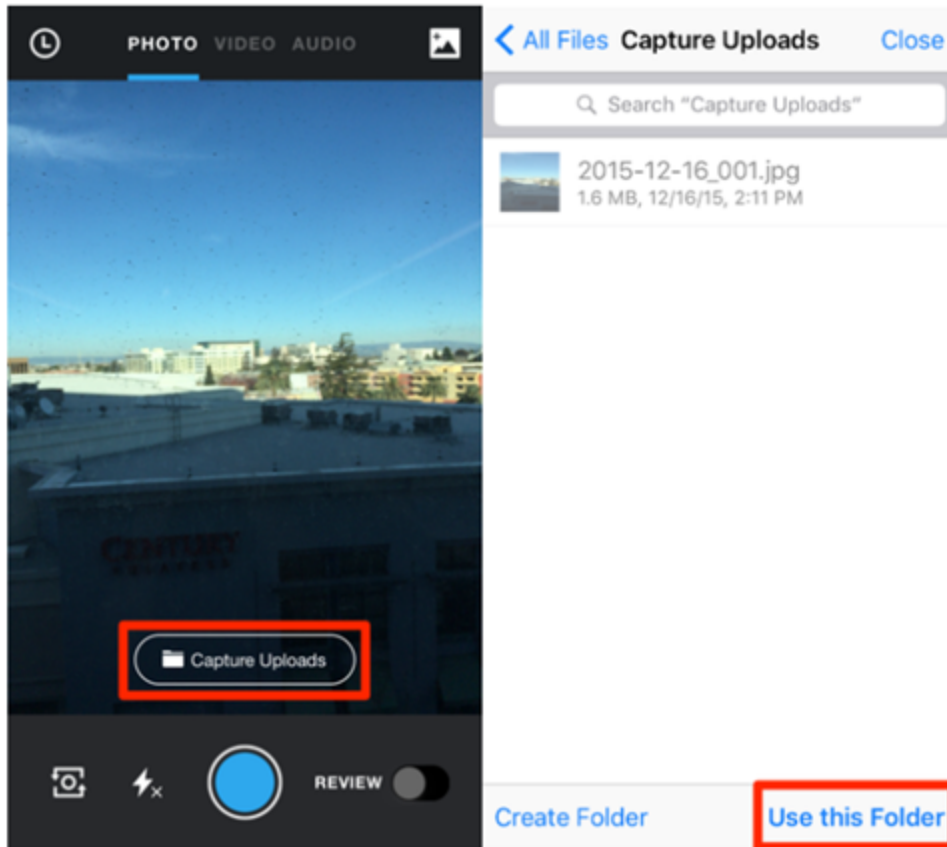 PHOTO VIDEO AUDIO
Capture Uploads
REVIEW
All Files Capture Uploads Close
Search “Capture Uploads”
2015-12-16_001.jpg
1.6 MB, 12/16/15, 2:11 PM
Create Folder Use this Folder